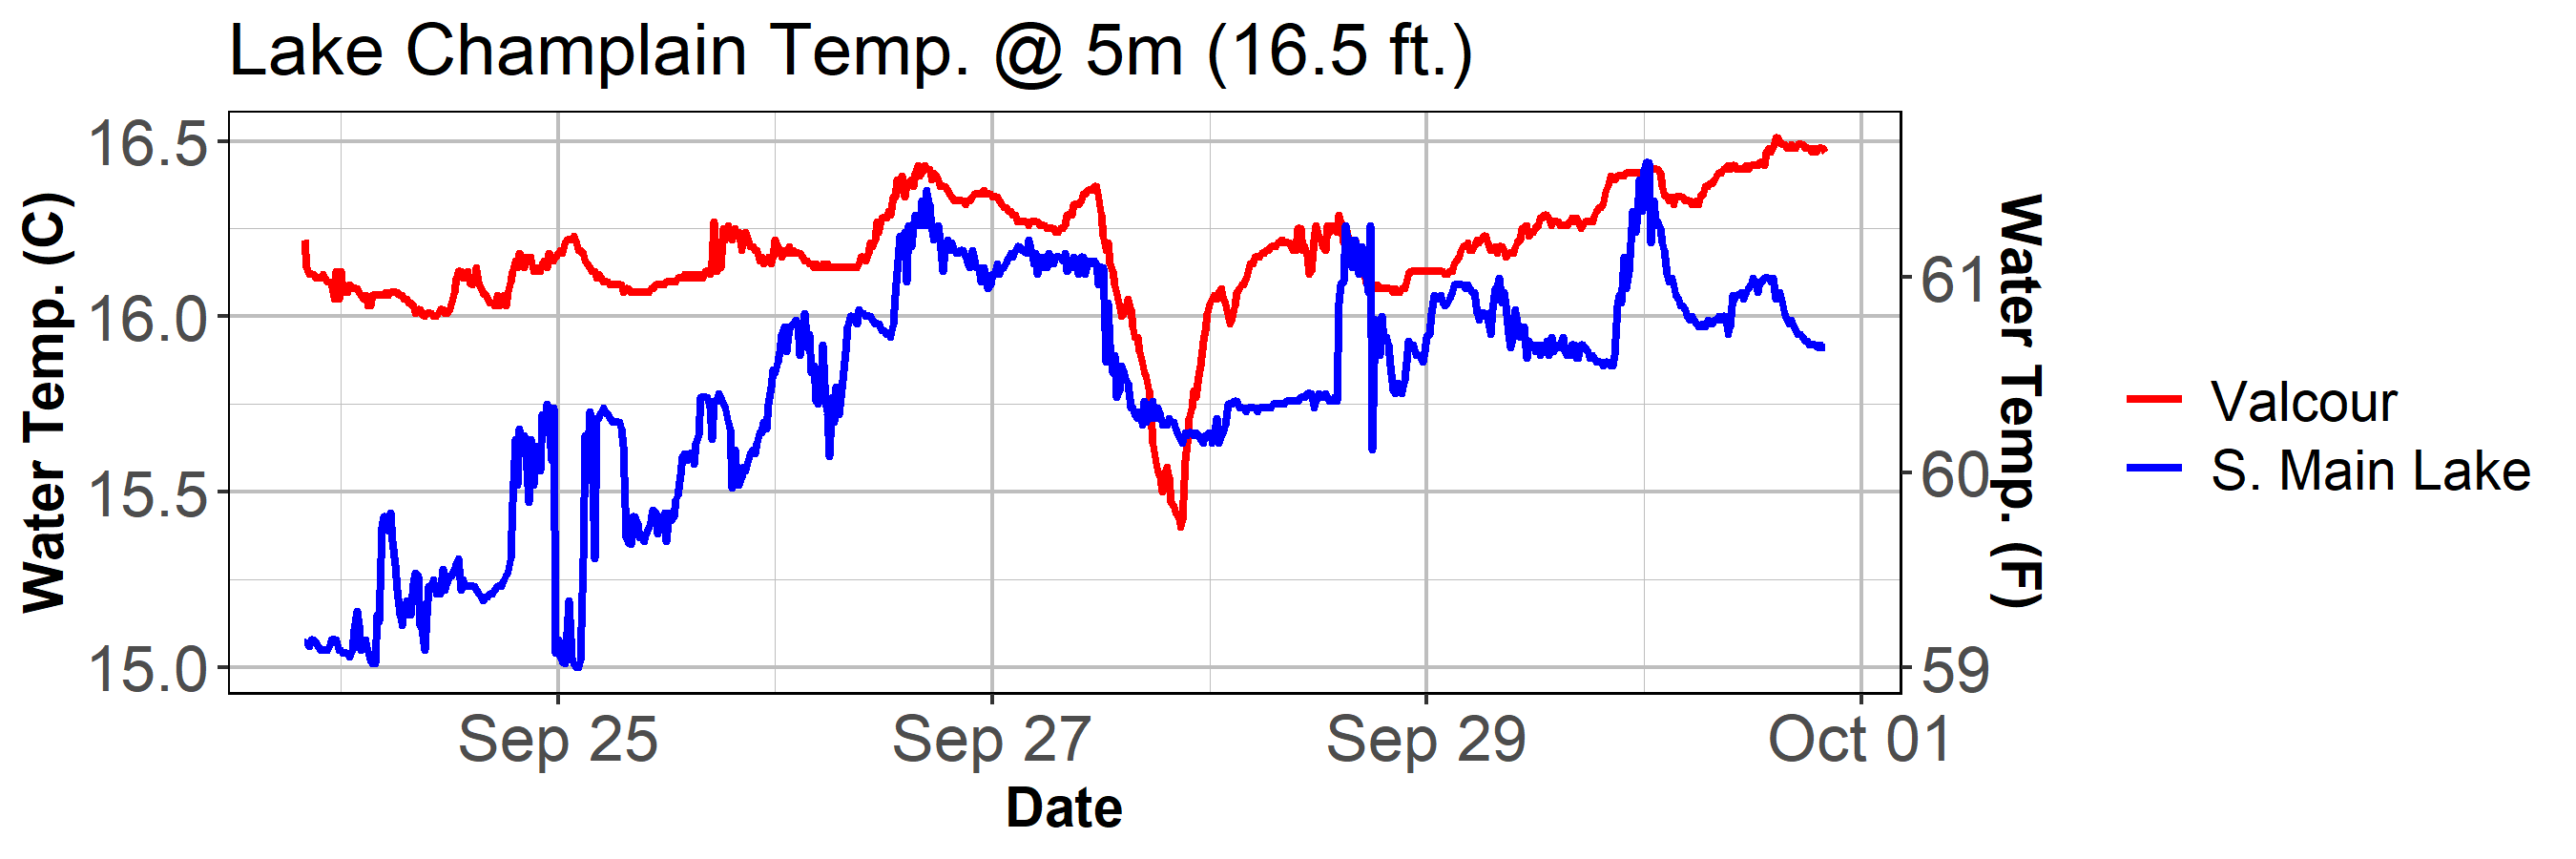 Lake Champlain Temp. @ 5m (16.5 ft.)
Water Temp. (C)
16.5
16.0
15.5
15.0
61
60
59
Water Temp. (F)
Sep 25
Sep 27
Sep 29
Oct 01
Date
Valcour
S. Main Lake